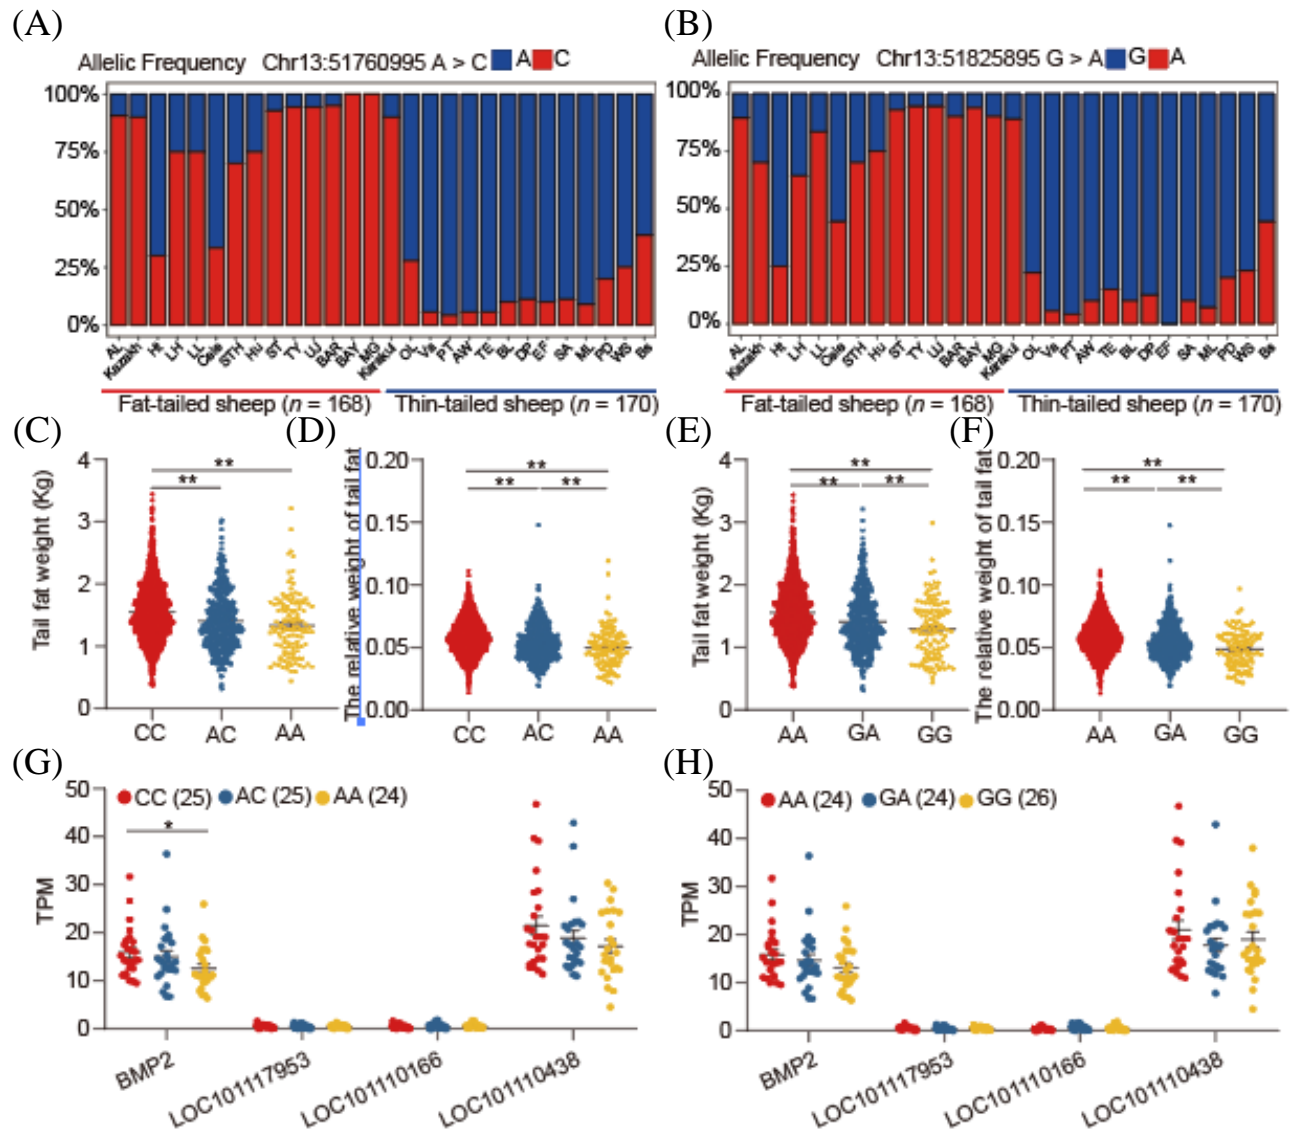 (A)
Allelic Frequency Chr13:51760995 A > C A C
100%
75%
50%
25%
0%
AL Kazakh Ht LH LL Cele STH Hu ST TY UJ BAR BAY MG Karakul OL Va PT AW TE BL DP EF SA ML PD WS Ba
Fat-tailed sheep (n = 168) Thin-tailed sheep (n = 170)
(B)
Allelic Frequency Chr13:51825895 G > A G A
100%
75%
50%
25%
0%
AL Kazakh Ht LH LL Cele STH Hu ST TY UJ BAR BAY MG Karakul OL Va PT AW TE BL DP EF SA ML PD WS Ba
Fat-tailed sheep (n = 168) Thin-tailed sheep (n = 170)
(C)
Tail fat weight (Kg)
4
3
2
1
0
**
**
CC AC AA
(D)
The relative weight of tail fat
0.20
0.15
0.10
0.05
0.00
**
** **
CC AC AA
(E)
Tail fat weight (Kg)
4
3
2
1
0
**
** **
AA GA GG
(F)
The relative weight of tail fat
0.20
0.15
0.10
0.05
0.00
**
** **
AA GA GG
(G)
TPM
50
40
30
20
10
0
CC (25) AC (25) AA (24)
*
BMP2 LOC101117953 LOC101110166 LOC101110438
(H)
TPM
50
40
30
20
10
0
AA (24) GA (24) GG (26)
BMP2 LOC101117953 LOC101110166 LOC101110438